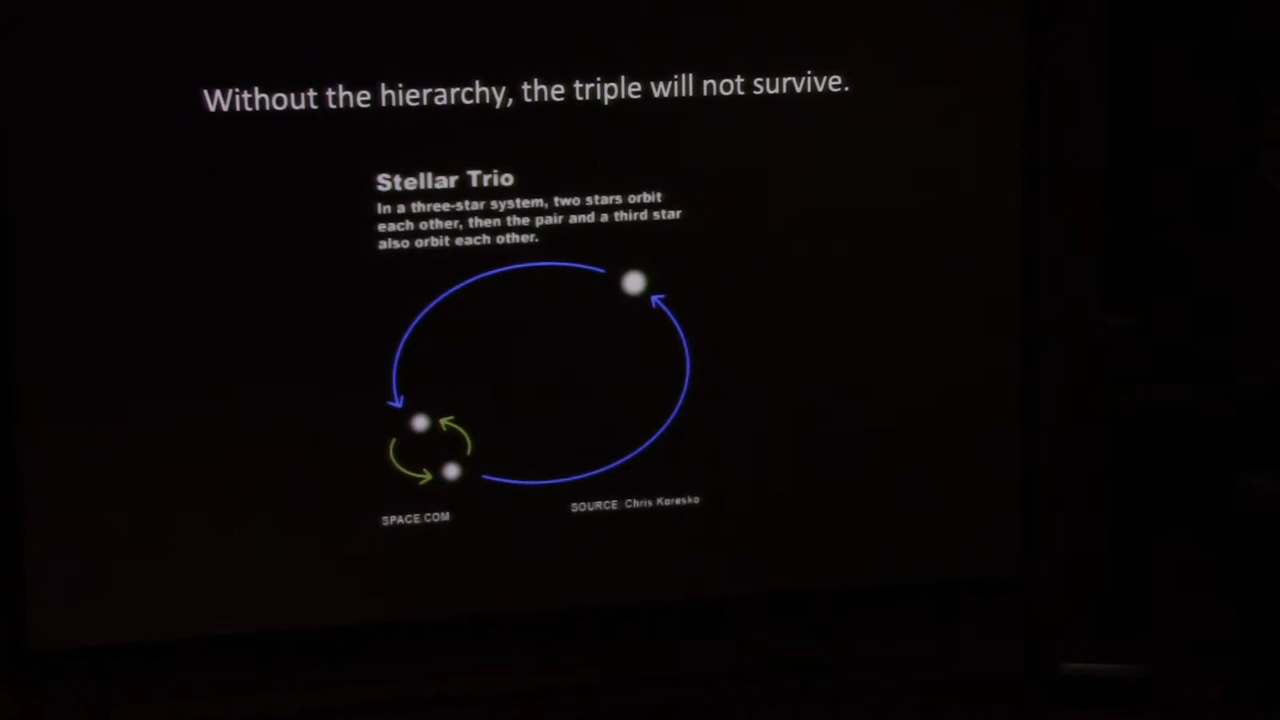 Without the hierarchy, the triple will not survive.
Stellar Trio
In a three-star system, two stars orbit
each other, then the pair and a third star
also orbit each other.
SPACE.COM
SOURCE: Chris Koresko